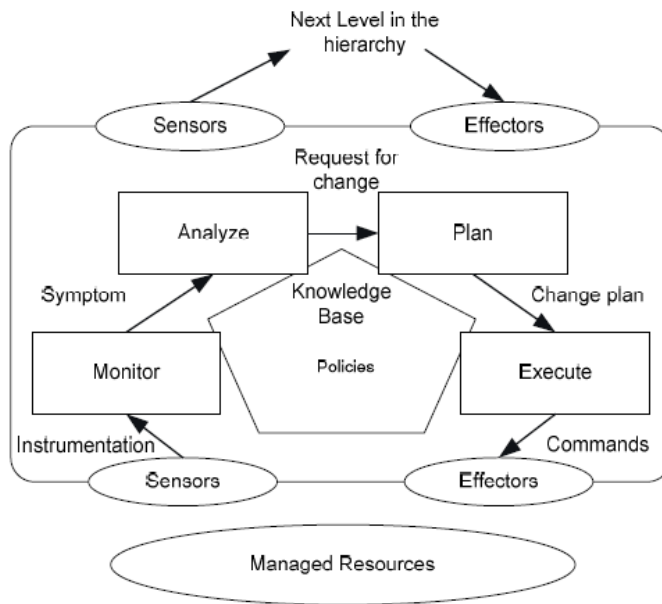 Next Level in the
hierarchy
Sensors
Effectors
Request for
change
Analyze
Plan
Symptom
Knowledge
Base
Change plan
Monitor
Policies
Execute
Instrumentation
Commands
Sensors
Effectors
Managed Resources